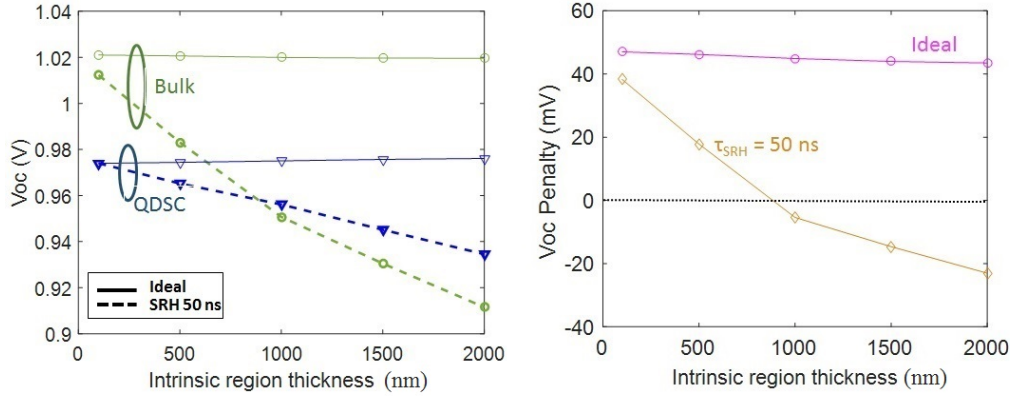 1.04
1.02
1
0.98
0.96
0.94
0.92
0.9
Voc (V)
Bulk
QDSC
Ideal
SRH 50 ns
0
500
1000
1500
2000
Intrinsic region thickness (nm)
60
40
20
0
-20
-40
Voc Penalty (mV)
Ideal
τSRH = 50 ns
0
500
1000
1500
2000
Intrinsic region thickness (nm)